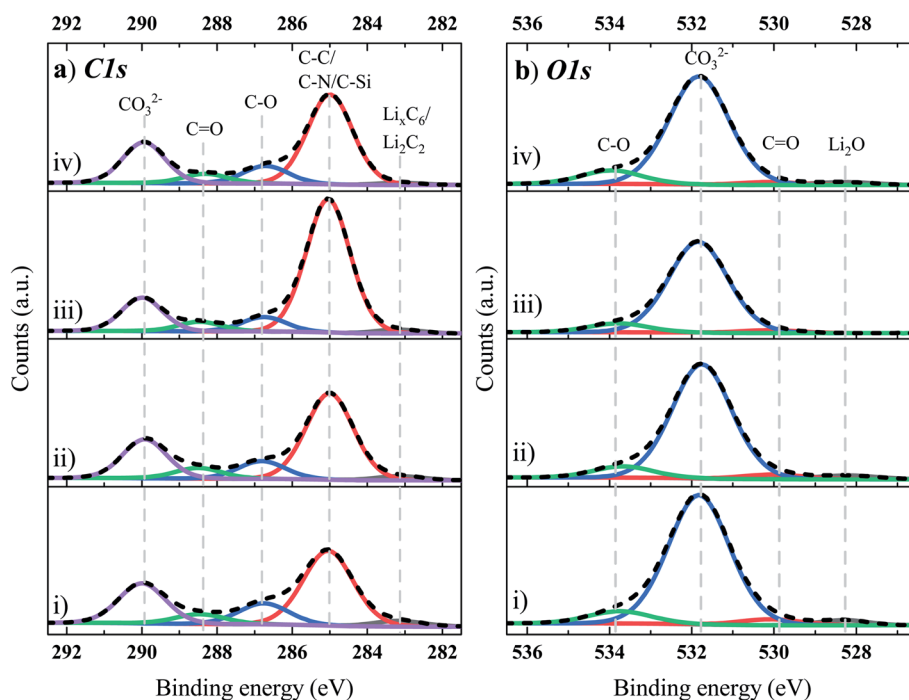 292 290 288 286 284 282
536 534 532 530 528
a) C1s
C-C/
C-N/C-Si
CO₃²⁻
C=O
C-O
LiₓC₆/
Li₂C₂
iv)
iii)
ii)
i)
Counts (a.u.)
292 290 288 286 284 282
Binding energy (eV)
b) O1s
CO₃²⁻
C-O
C=O
Li₂O
iv)
iii)
ii)
i)
Counts (a.u.)
536 534 532 530 528
Binding energy (eV)